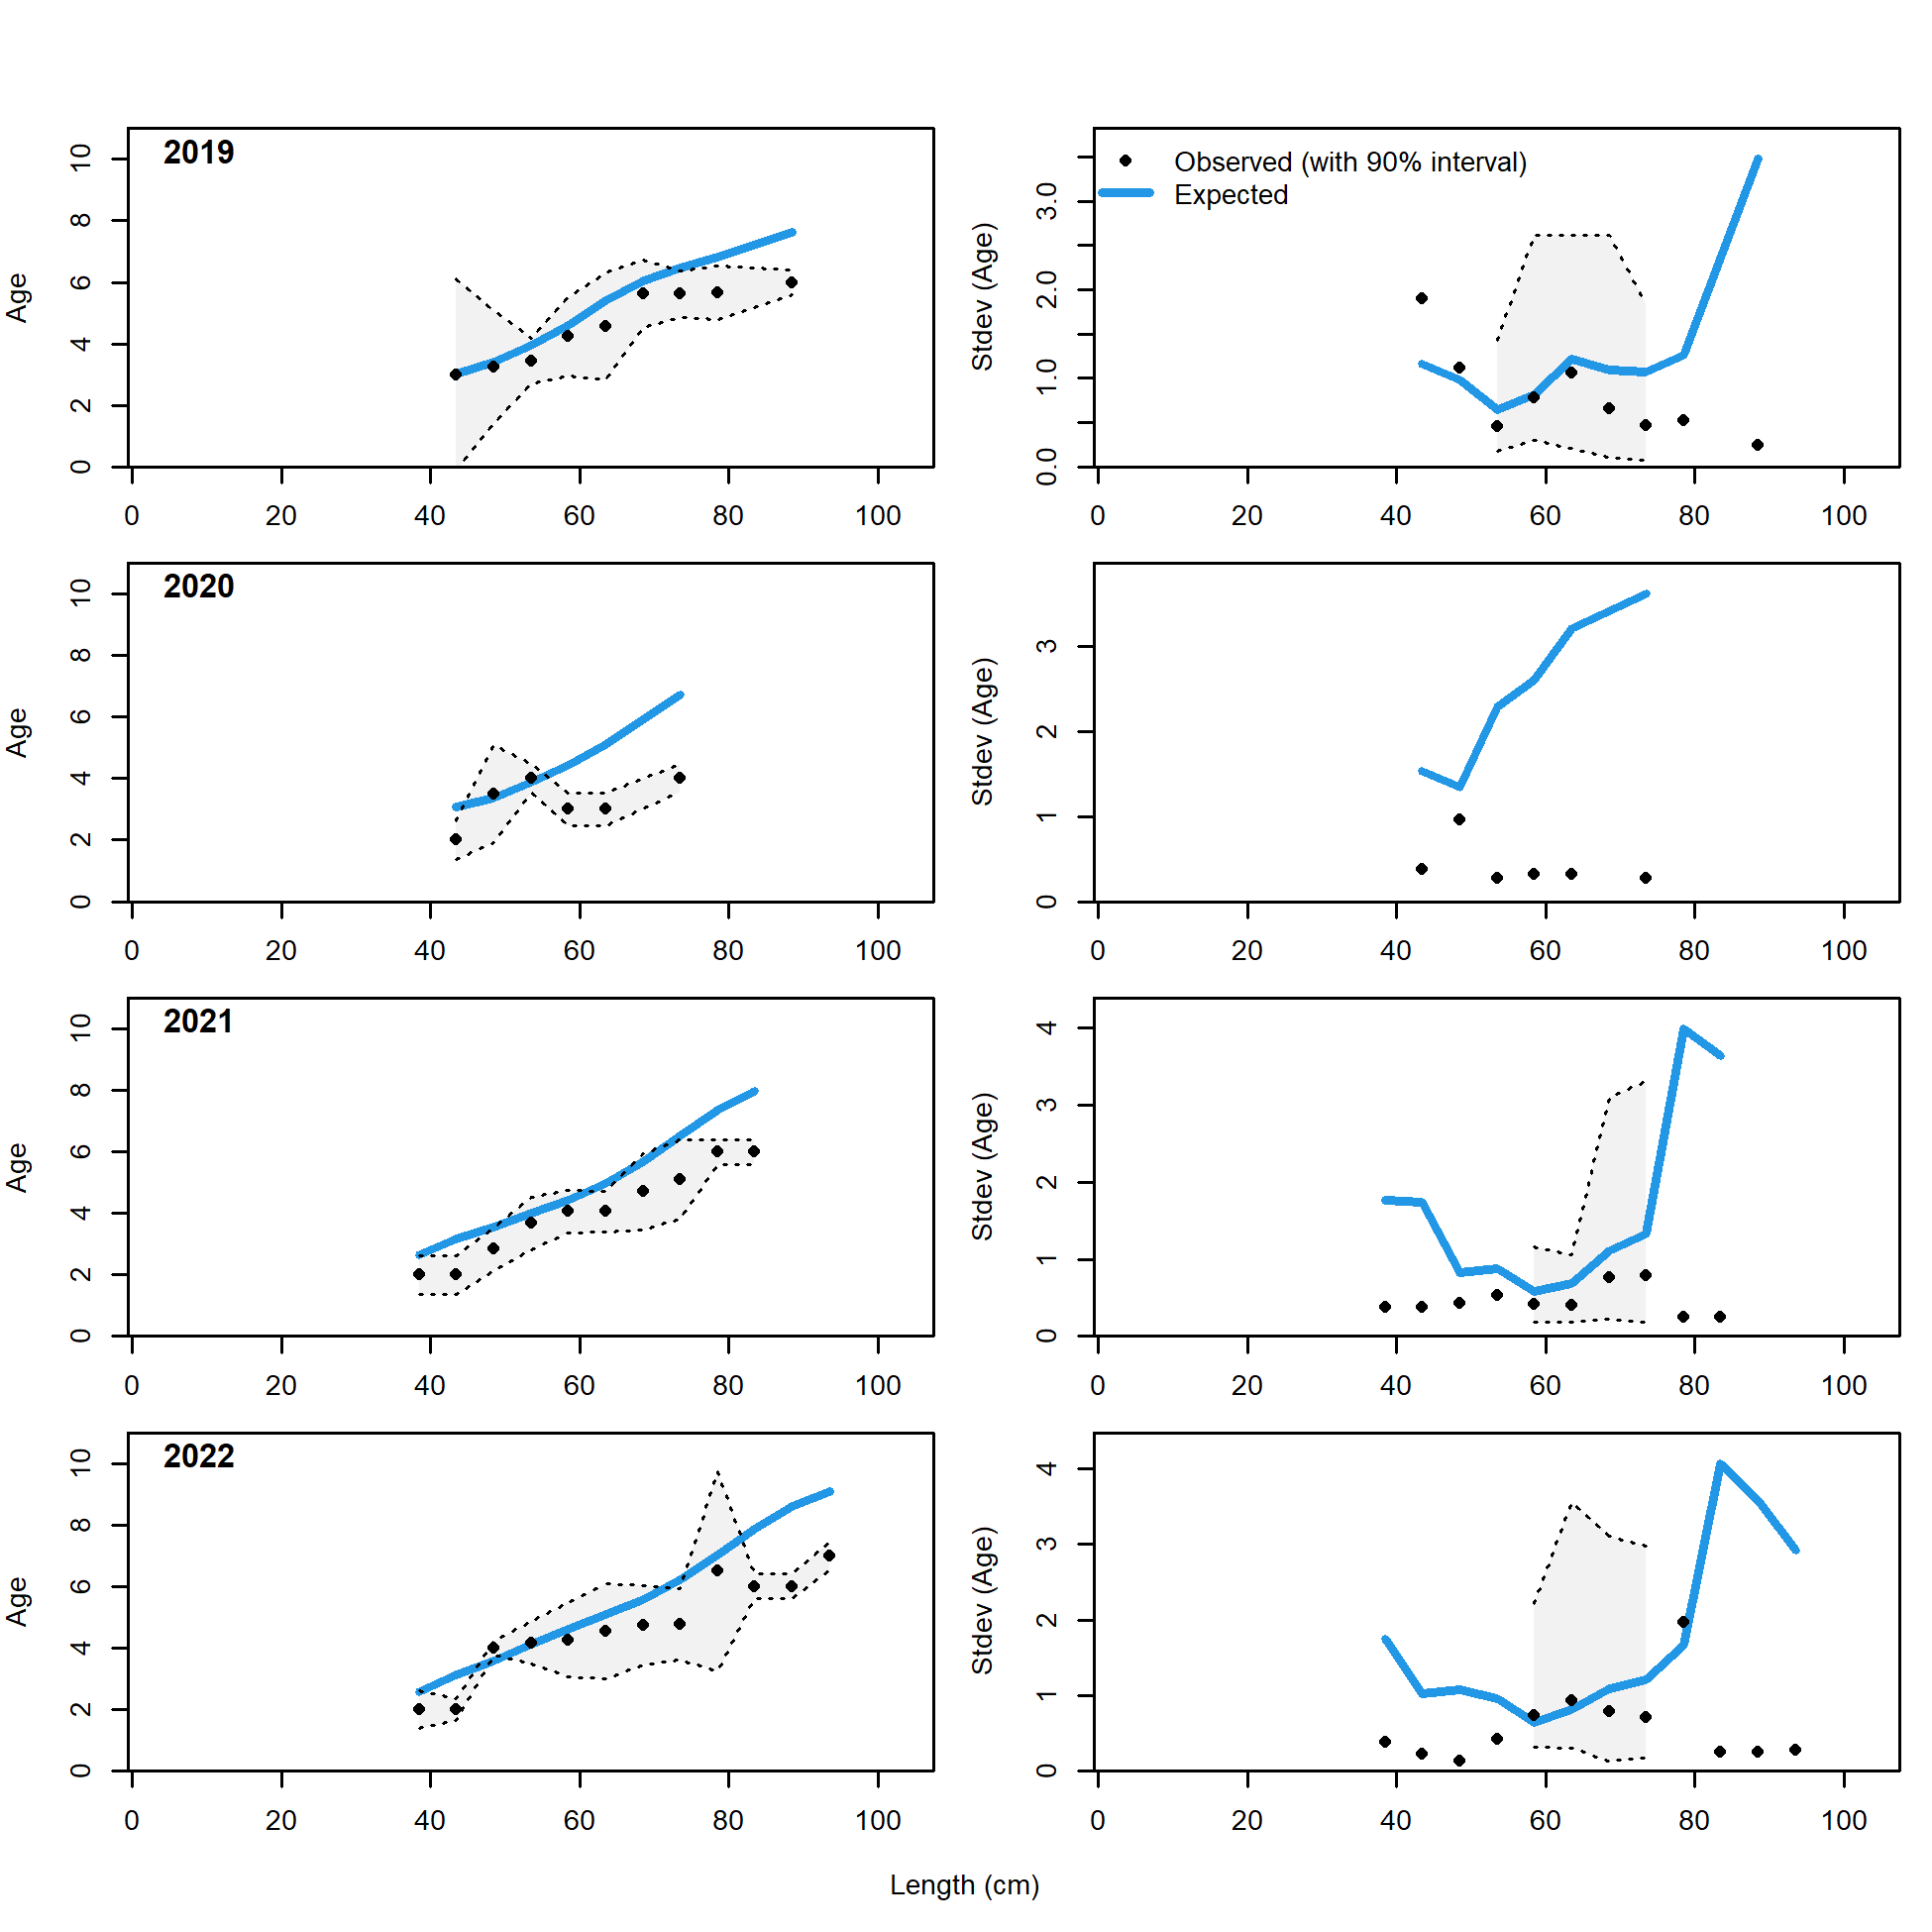 2019
Age
0 2 4 6 8 10
0 20 40 60 80 100
Observed (with 90% interval)
Expected
Stdev (Age)
0.0 1.0 2.0 3.0
0 20 40 60 80 100
2020
Age
0 2 4 6 8 10
0 20 40 60 80 100
Stdev (Age)
0 1 2 3
0 20 40 60 80 100
2021
Age
0 2 4 6 8 10
0 20 40 60 80 100
Stdev (Age)
0 1 2 3 4
0 20 40 60 80 100
2022
Age
0 2 4 6 8 10
0 20 40 60 80 100
Stdev (Age)
0 1 2 3 4
0 20 40 60 80 100
Length (cm)